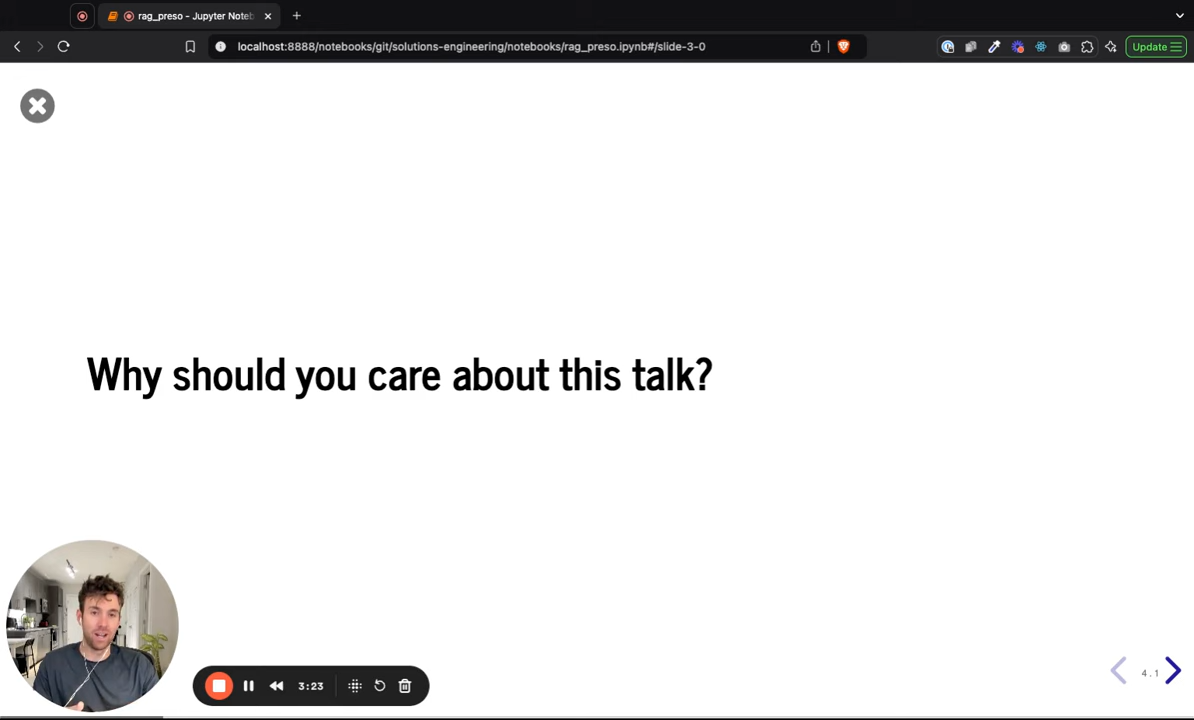 rag_preso - Jupyter Noteb
localhost:8888/notebooks/git/solutions-engineering/notebooks/rag_preso.ipynb#/slide-3-0
Update
Why should you care about this talk?
3:23
4.1